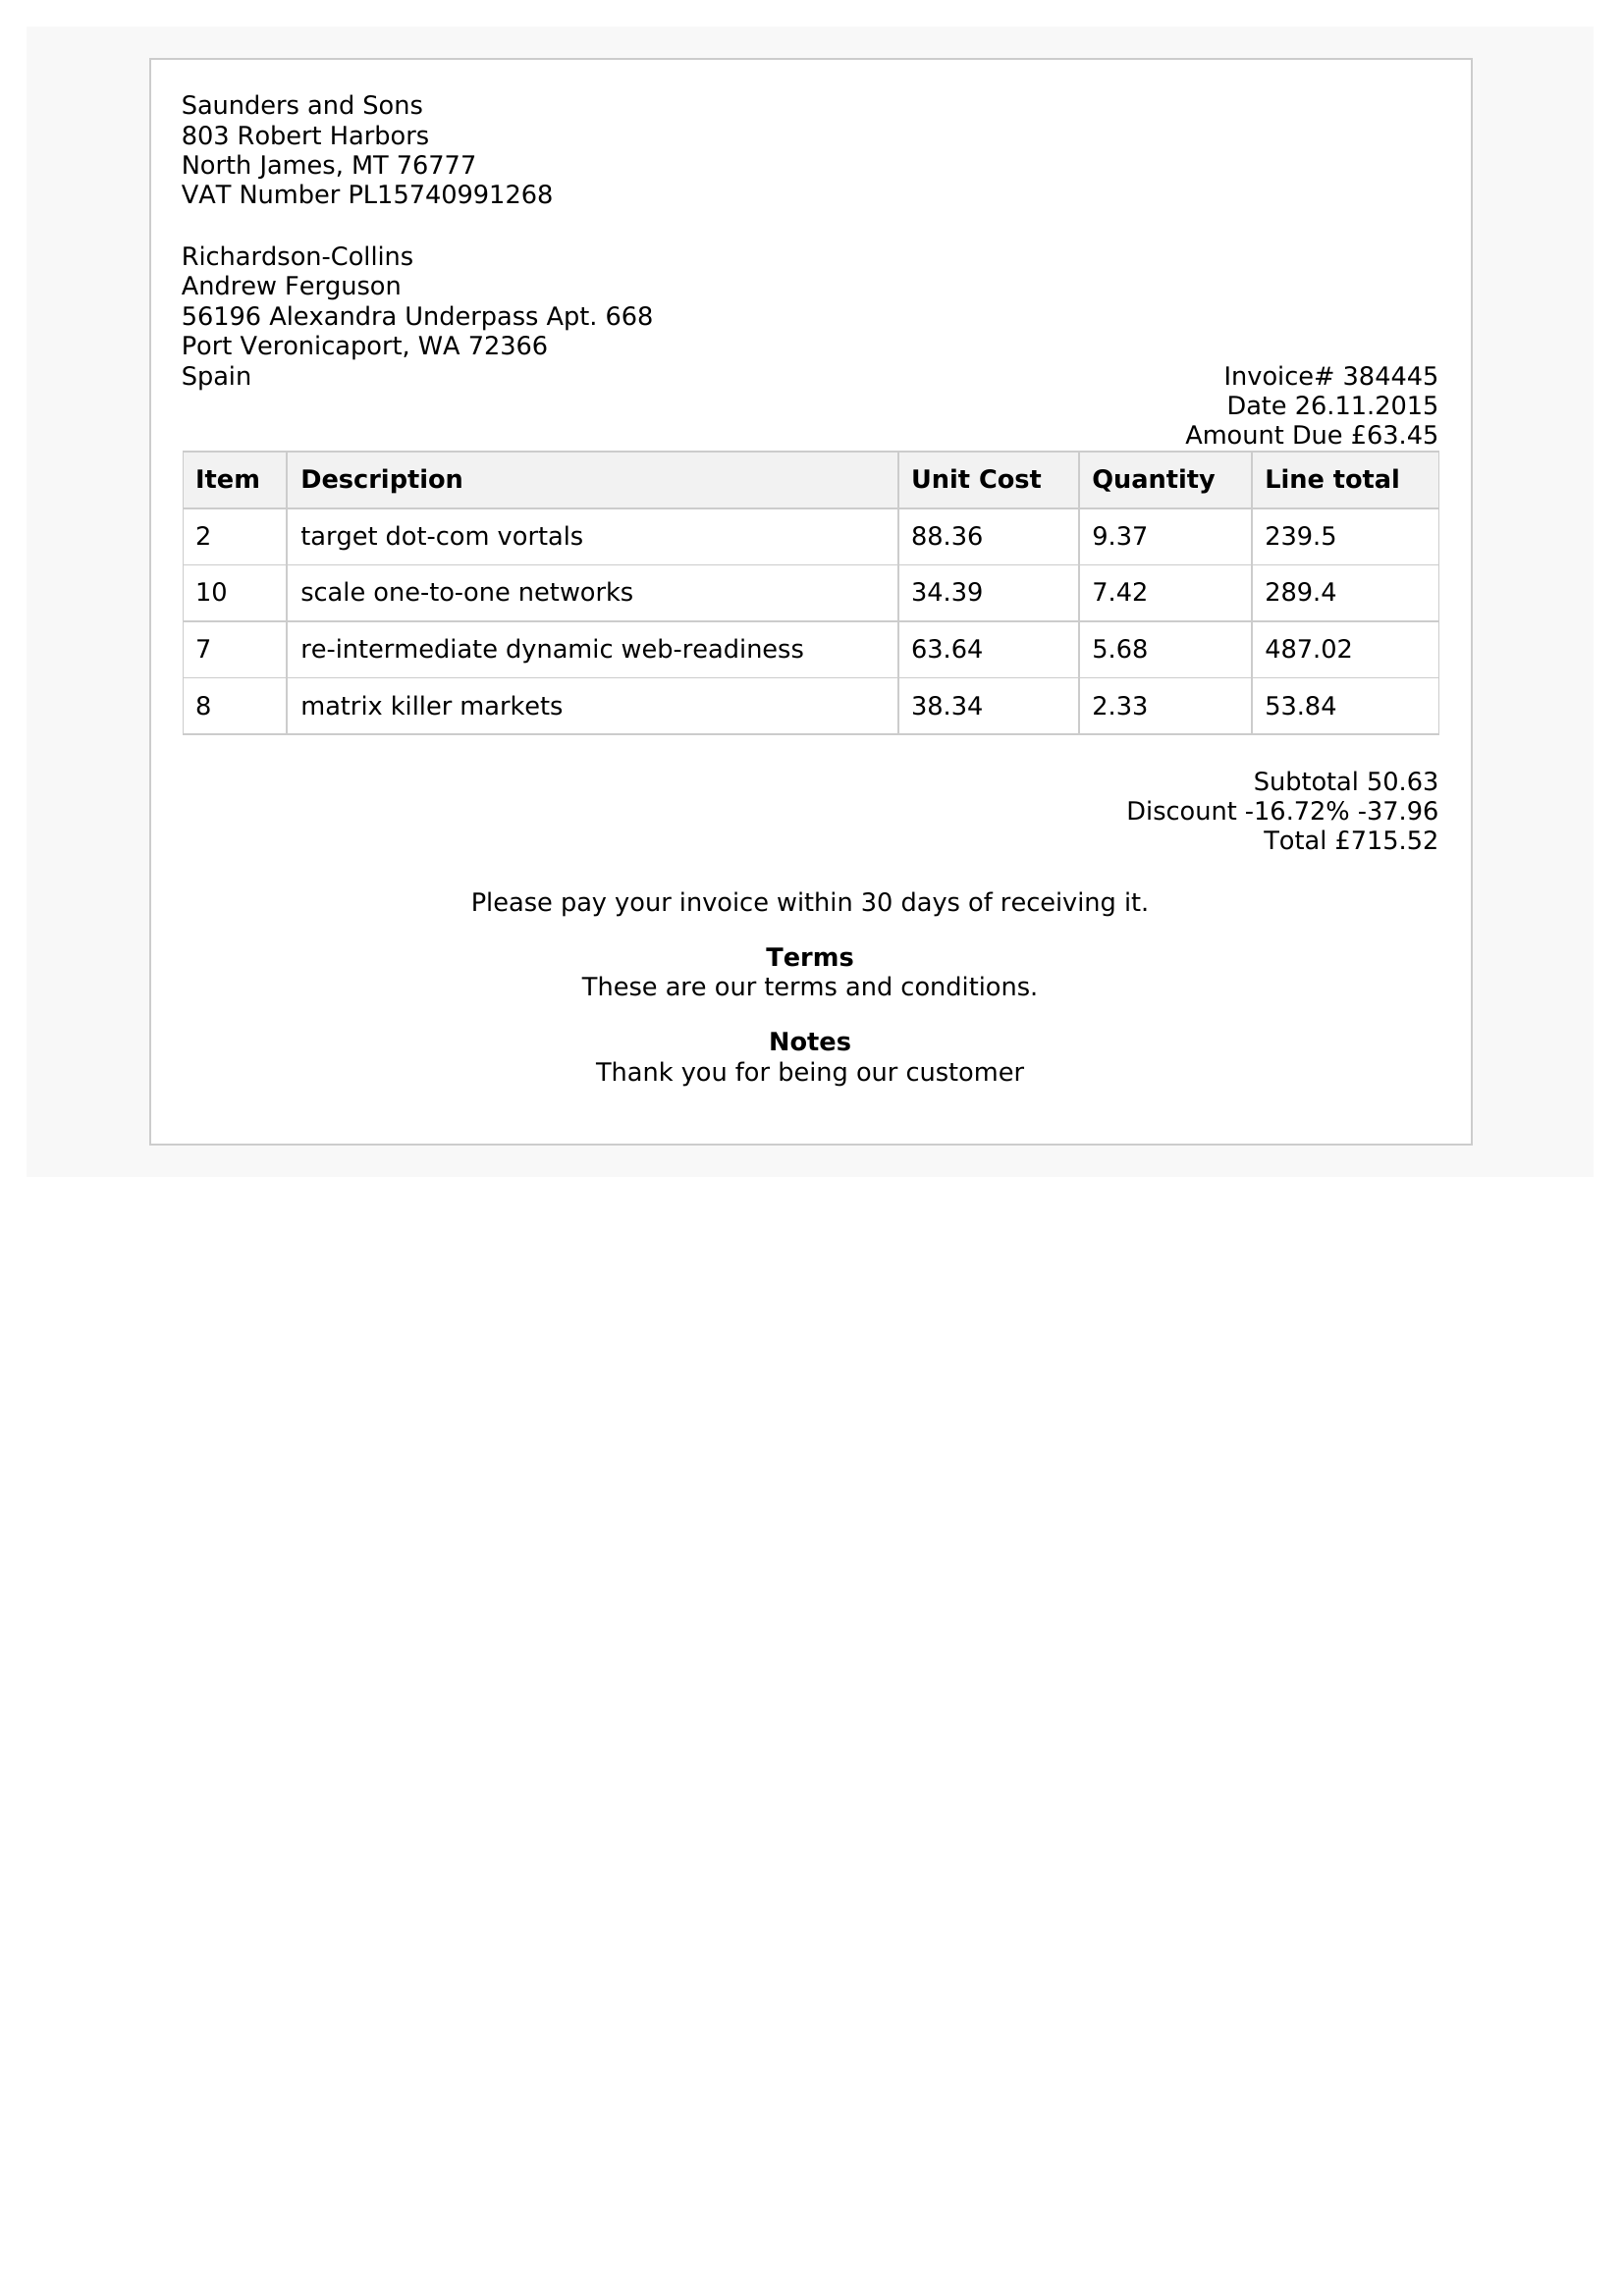 Saunders and Sons
803 Robert Harbors
North James, MT 76777
VAT Number PL15740991268
Richardson-Collins
Andrew Ferguson
56196 Alexandra Underpass Apt. 668
Port Veronicaport, WA 72366
Spain
Invoice# 384445
Date 26.11.2015
Amount Due £63.45
Item Description Unit Cost Quantity Line total
2 target dot-com vortals 88.36 9.37 239.5
10 scale one-to-one networks 34.39 7.42 289.4
7 re-intermediate dynamic web-readiness 63.64 5.68 487.02
8 matrix killer markets 38.34 2.33 53.84
Subtotal 50.63
Discount -16.72% -37.96
Total £715.52
Please pay your invoice within 30 days of receiving it.
Terms
These are our terms and conditions.
Notes
Thank you for being our customer